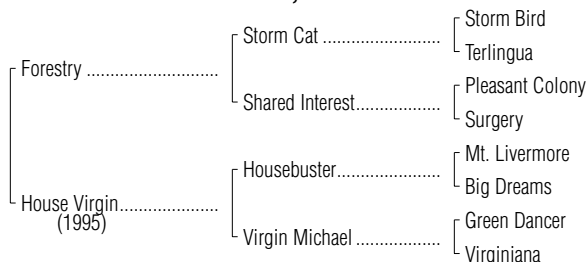 Storm Bird
Storm Cat ........................
Terlingua
Forestry ...........................
Pleasant Colony
Shared Interest.................
Surgery
Mt. Livermore
Housebuster.....................
Big Dreams
House Virgin....................
(1995)
Green Dancer
Virgin Michael ..................
Virginiana